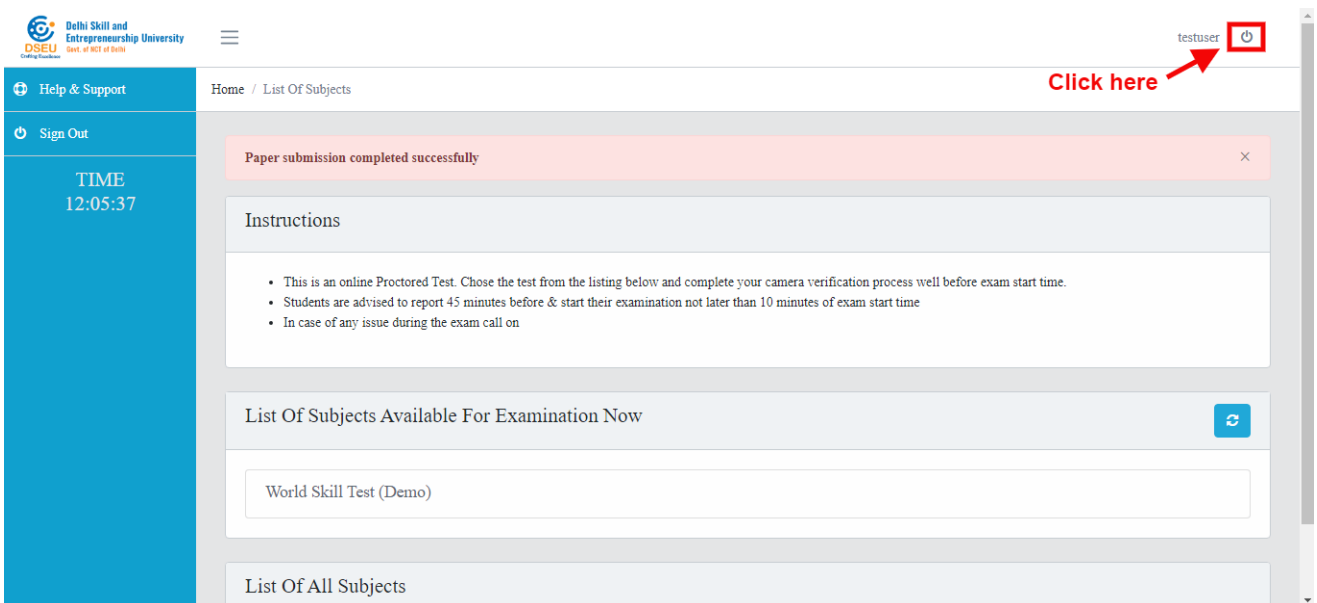 Delhi Skill and
Entrepreneurship University
DSEU Govt. of NCT of Delhi
Crafting Excellence
testuser
Click here
Help & Support
Home / List Of Subjects
Sign Out
TIME
12:05:37
Paper submission completed successfully ×
Instructions
• This is an online Proctored Test. Chose the test from the listing below and complete your camera verification process well before exam start time.
• Students are advised to report 45 minutes before & start their examination not later than 10 minutes of exam start time
• In case of any issue during the exam call on
List Of Subjects Available For Examination Now
World Skill Test (Demo)
List Of All Subjects